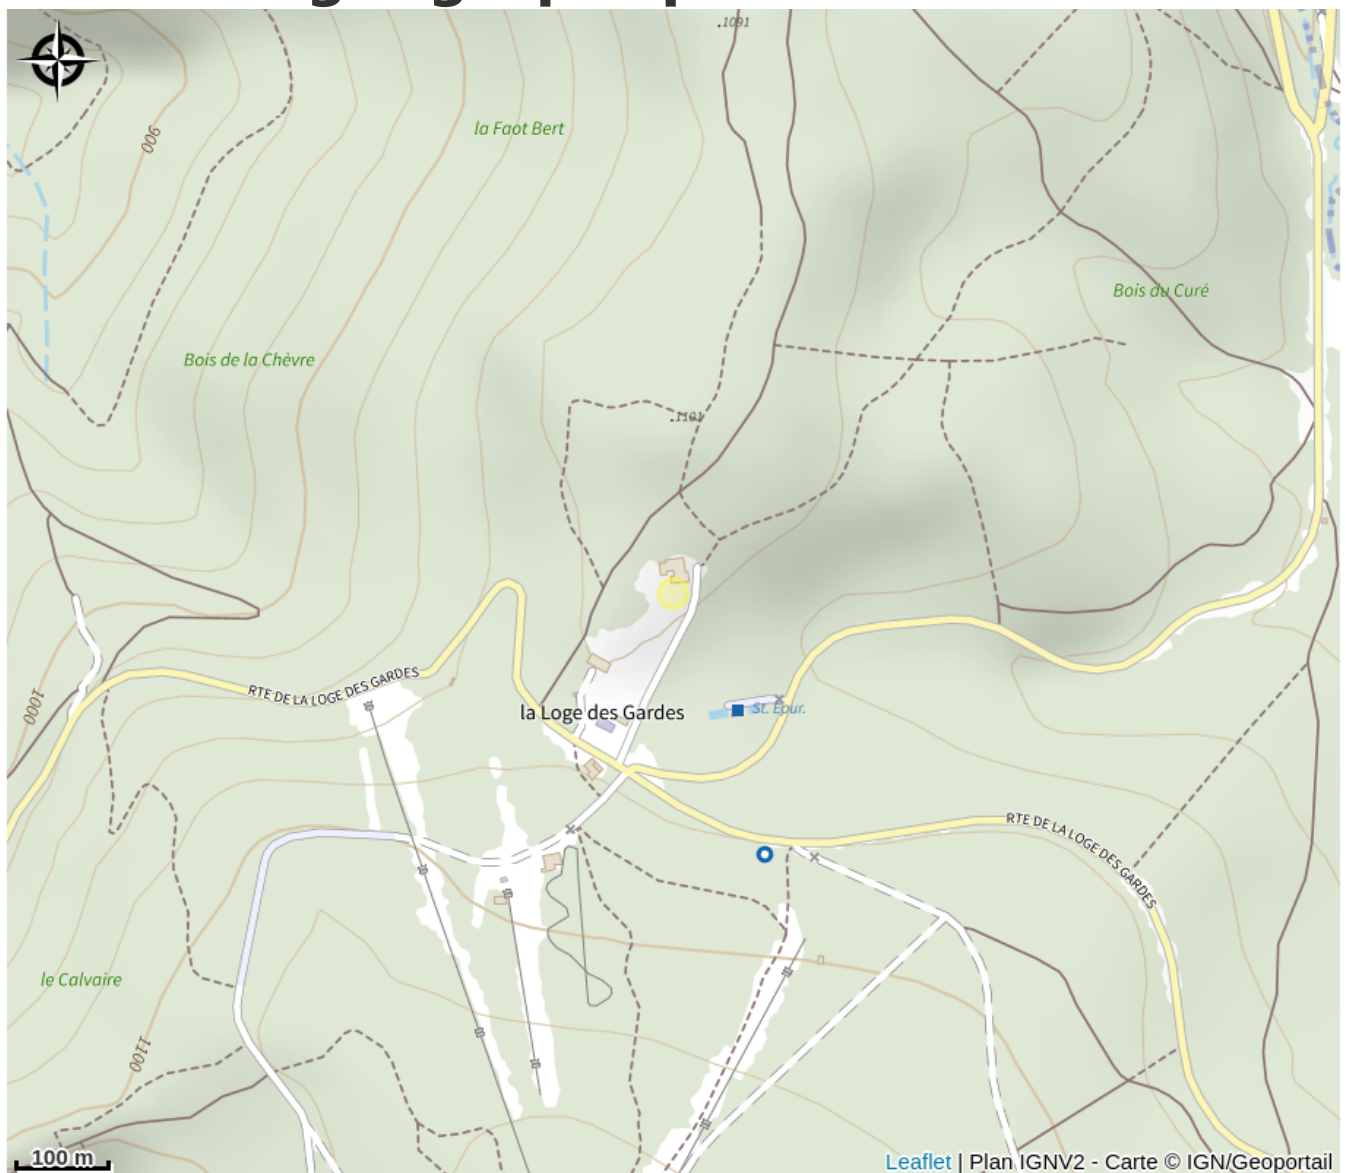 .1091
la Faot Bert
900
Bois du Curé
Bois de la Chèvre
.1101
RTE DE LA LOGE DES GARDES
1000
la Loge des Gardes
St. Épur.
RTE DE LA LOGE DES GARDES
le Calvaire
1100
100 m
Leaflet | Plan IGNV2 - Carte © IGN/Geoportail